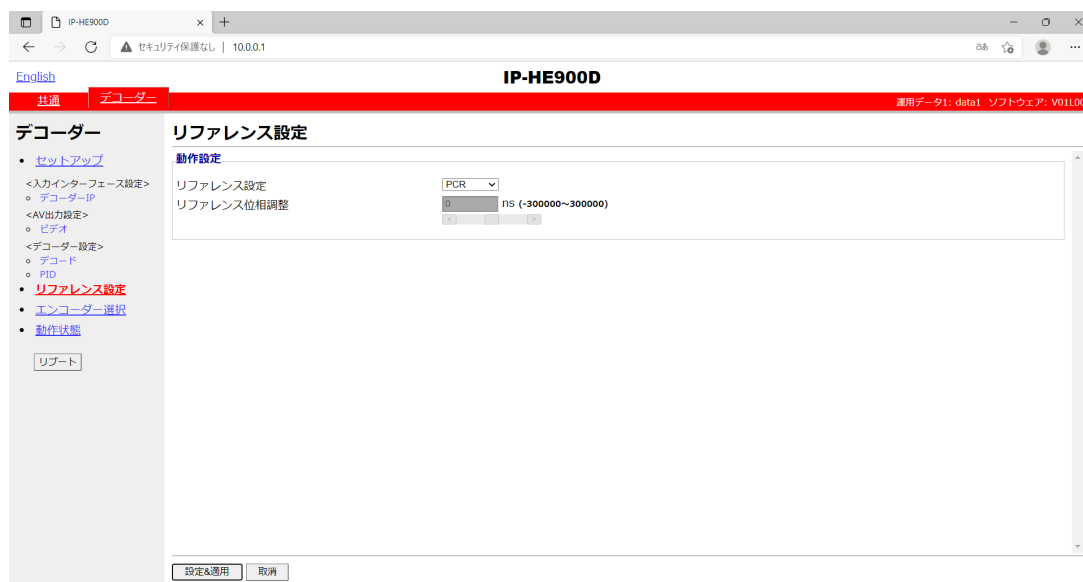 IP-HE900D
セキュリティ保護なし | 10.0.0.1
English
IP-HE900D
共通 デコーダー 運用データ1: data1 ソフトウェア: V01L00
デコーダー
リファレンス設定
セットアップ
<入力インターフェース設定>
デコーダーIP
<AV出力設定>
ビデオ
<デコーダー設定>
デコード
PID
リファレンス設定
エンコーダー選択
動作状態
リブート
動作設定
リファレンス設定 PCR
リファレンス位相調整 0 ns (-300000~300000)
< >
設定&適用 取消